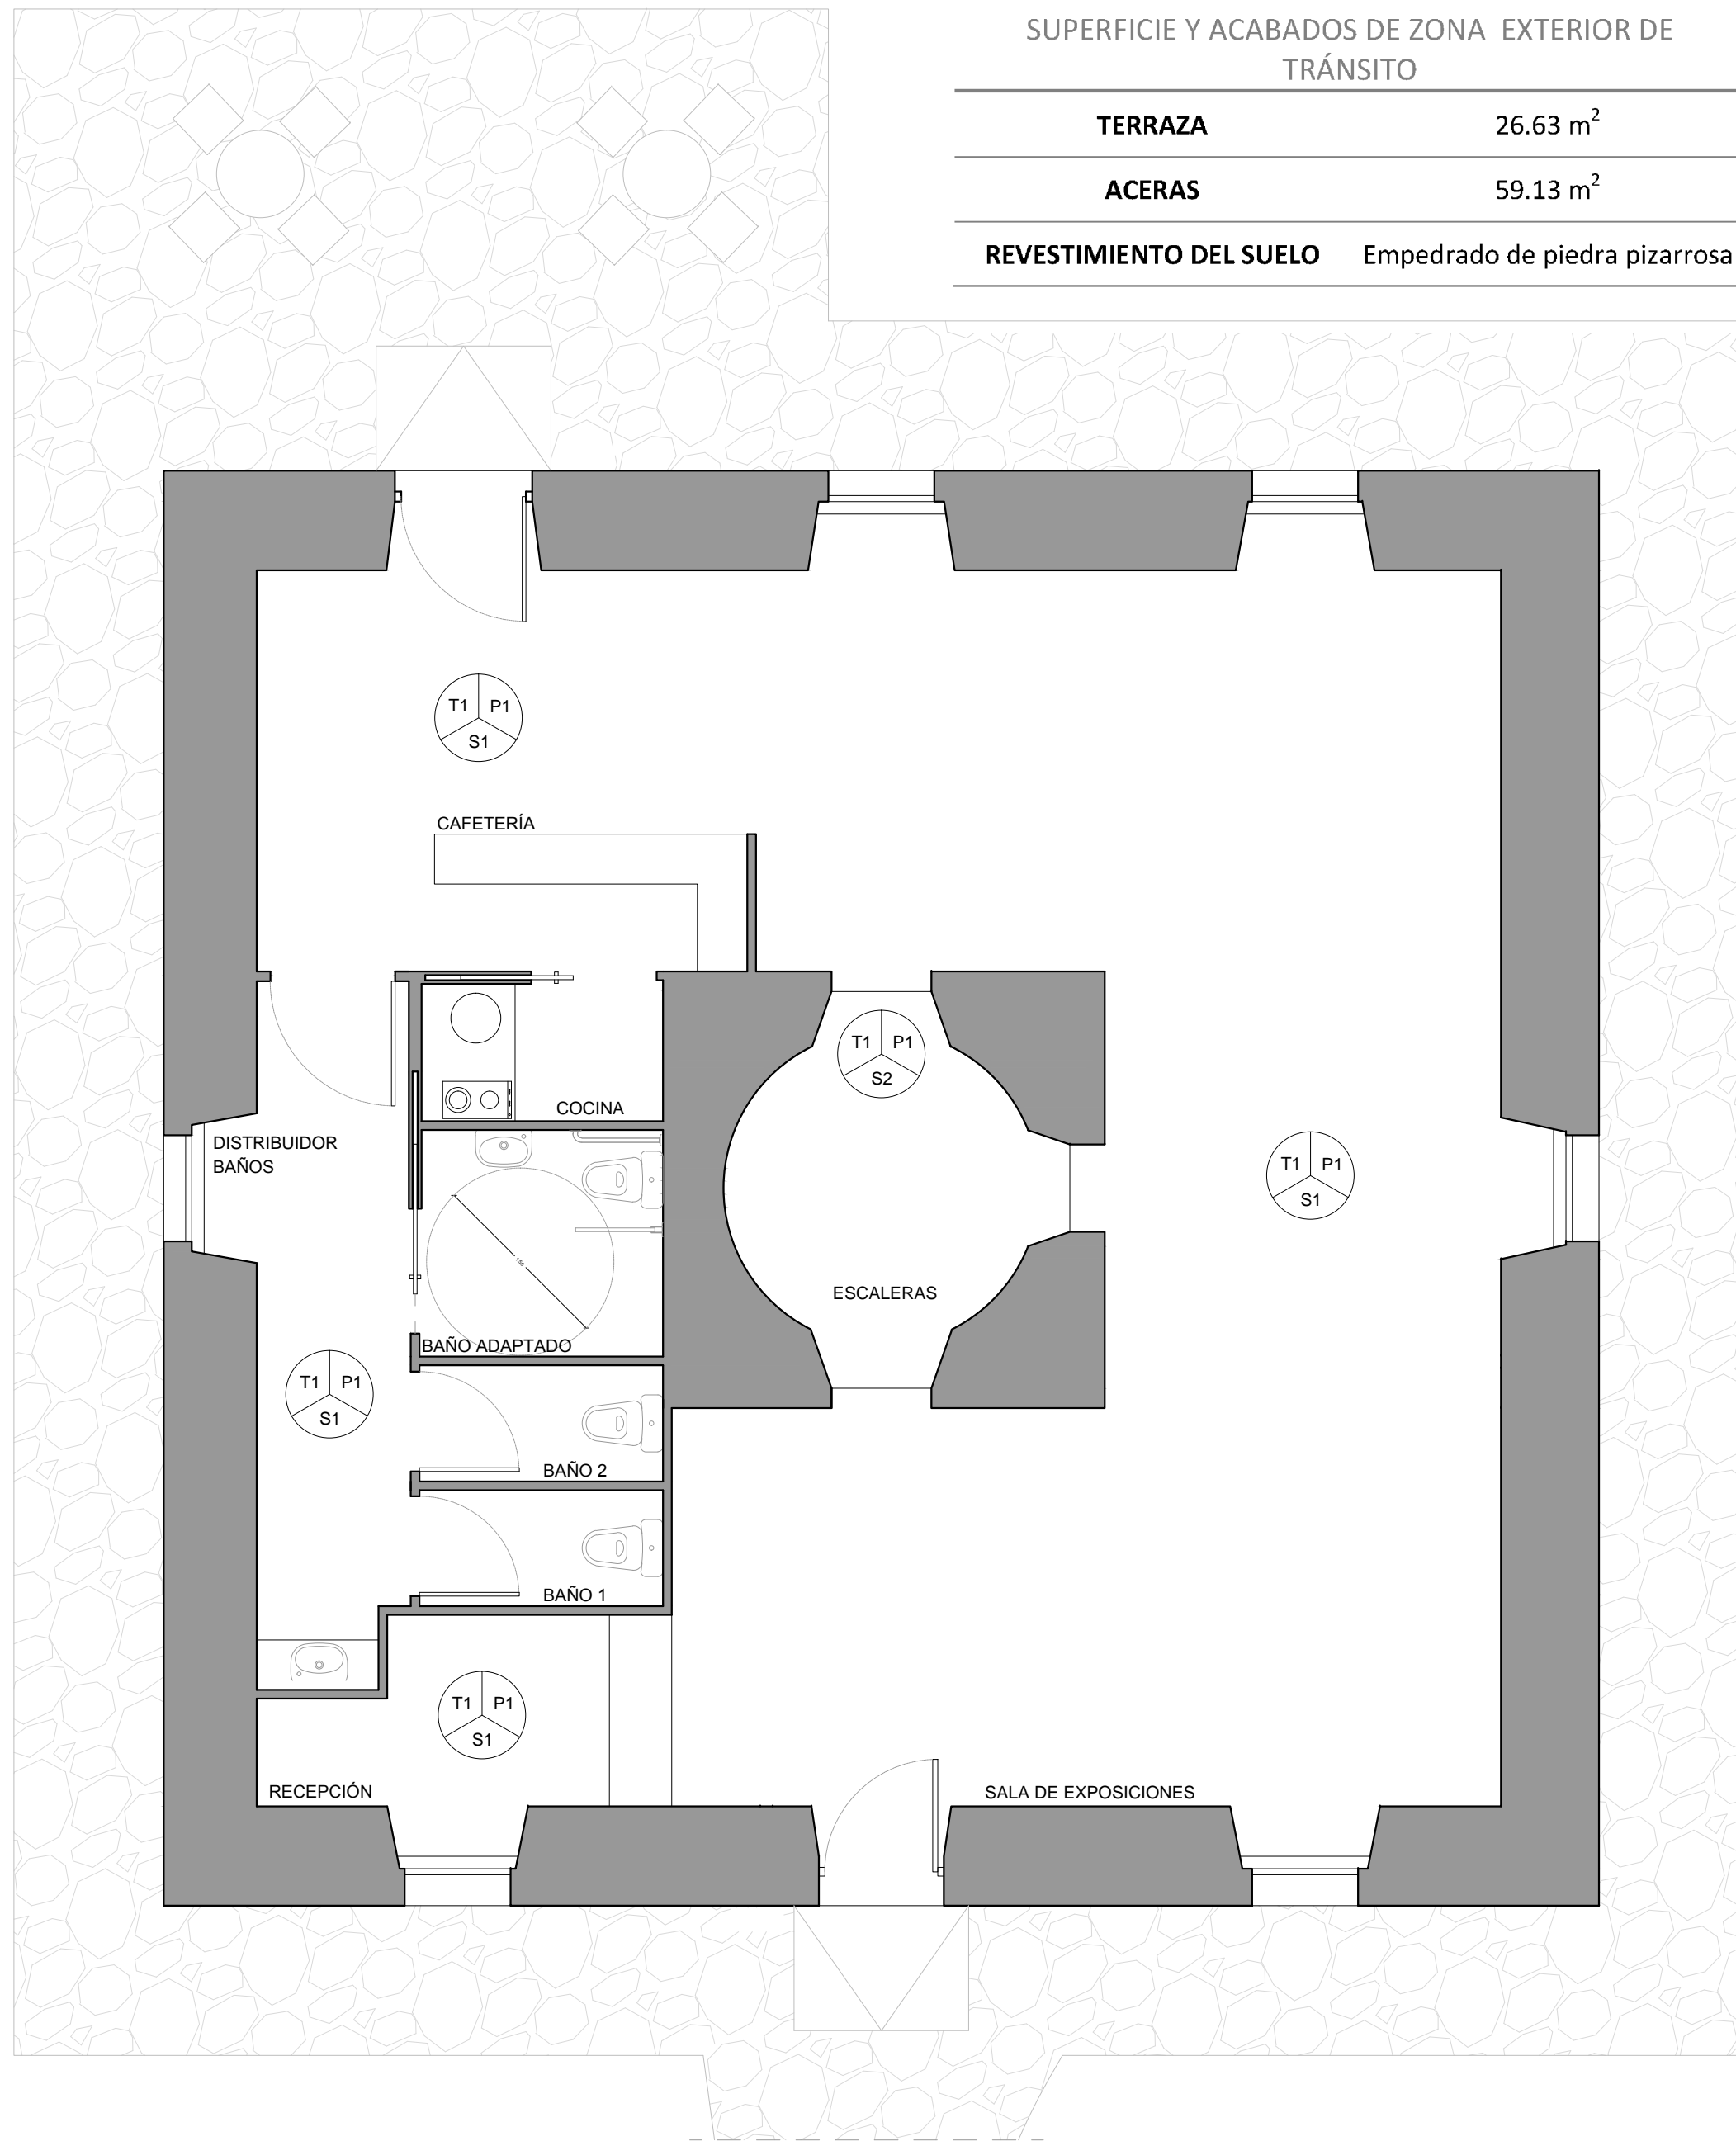 SUPERFICIE Y ACABADOS DE ZONA EXTERIOR DE
TRÁNSITO
TERRAZA 26.63 m²
ACERAS 59.13 m²
REVESTIMIENTO DEL SUELO Empedrado de piedra pizarrosa
T1 P1
S1
CAFETERÍA
T1 P1
S2
COCINA
DISTRIBUIDOR
BAÑOS
T1 P1
S1
ESCALERAS
BAÑO ADAPTADO
T1 P1
S1
BAÑO 2
BAÑO 1
T1 P1
S1
RECEPCIÓN
SALA DE EXPOSICIONES